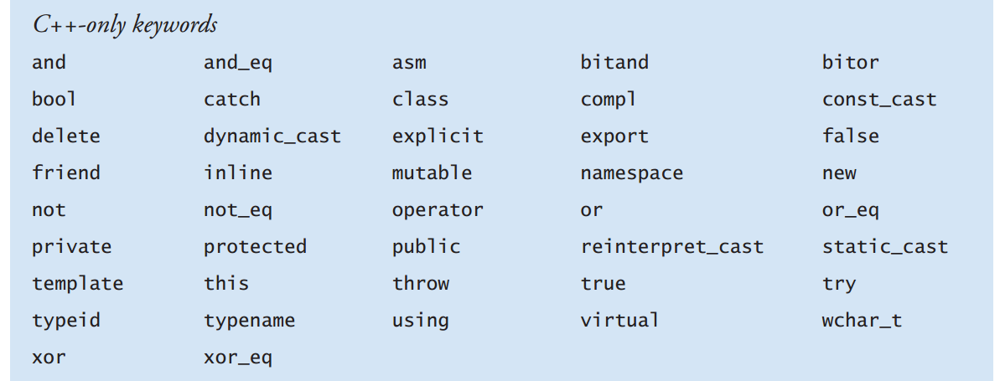 C++-only keywords
and and_eq asm bitand bitor
bool catch class compl const_cast
delete dynamic_cast explicit export false
friend inline mutable namespace new
not not_eq operator or or_eq
private protected public reinterpret_cast static_cast
template this throw true try
typeid typename using virtual wchar_t
xor xor_eq